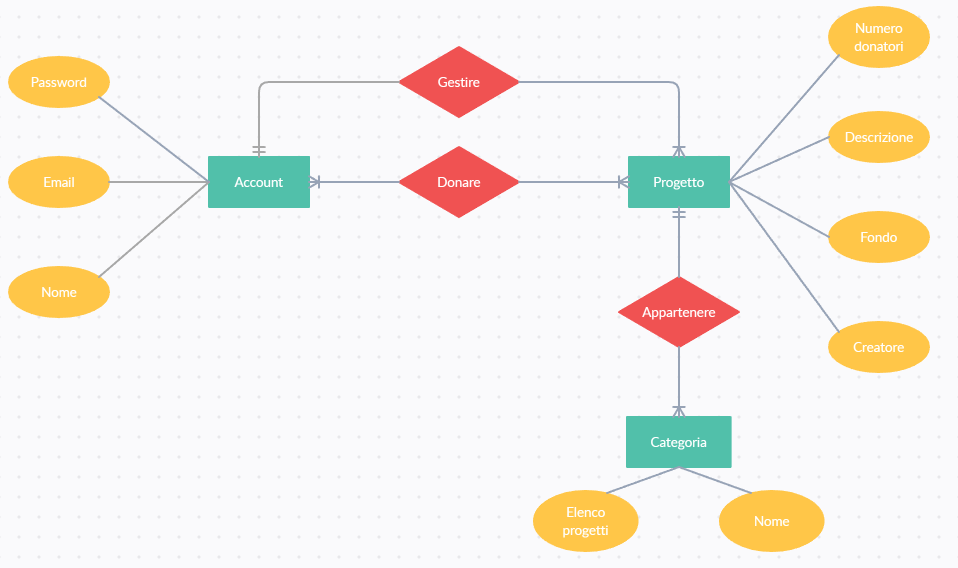 Numero
donatori
Password
Gestire
Descrizione
Email
Account
Donare
Progetto
Fondo
Nome
Appartenere
Creatore
Categoria
Elenco
progetti
Nome